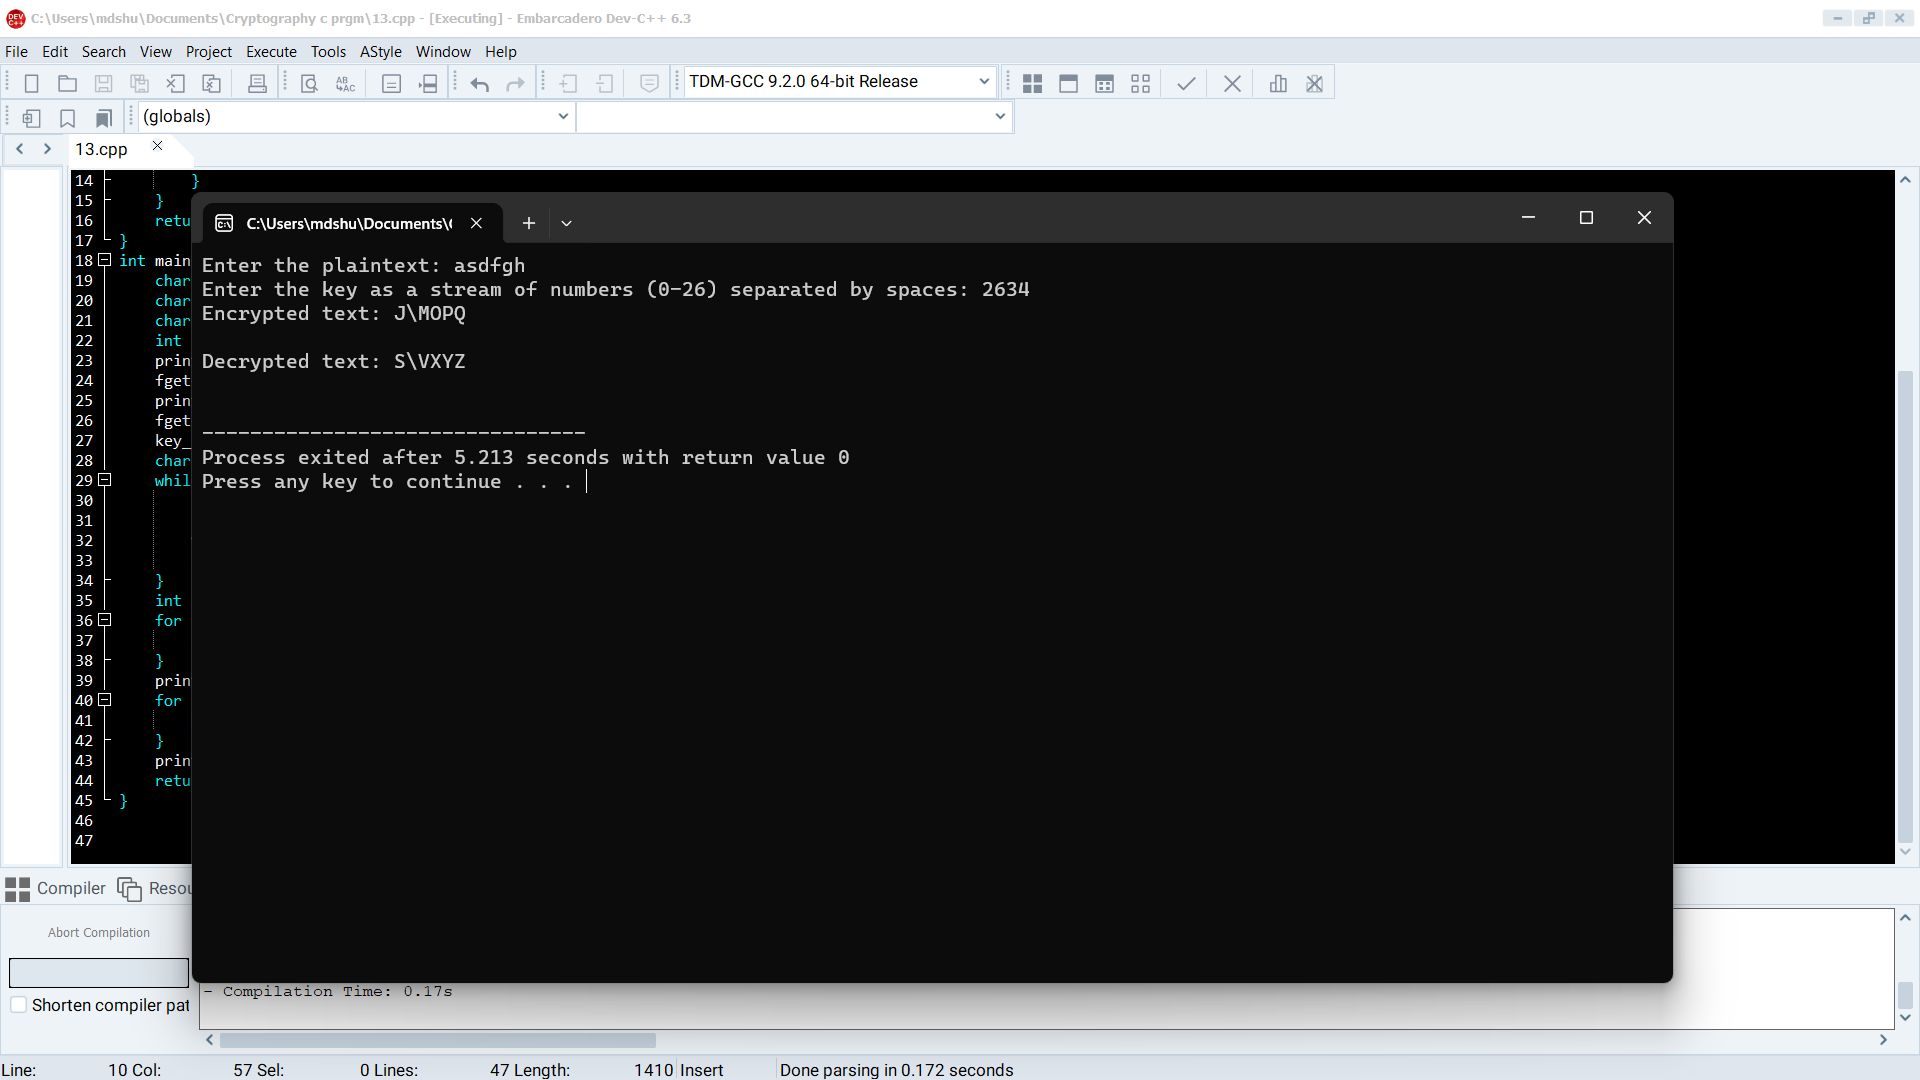 C:\Users\mdshu\Documents\Cryptography c prgm\13.cpp - [Executing] - Embarcadero Dev-C++ 6.3
File Edit Search View Project Execute Tools AStyle Window Help
TDM-GCC 9.2.0 64-bit Release
(globals)
13.cpp
14 }
15 }
16 retu
17 }
18 int main
19 char
20 char
21 char
22 int
23 prin
24 fget
25 prin
26 fget
27 key_
28 char
29 whil
30
31
32
33
34 }
35 int
36 for
37
38 }
39 prin
40 for
41
42 }
43 prin
44 retu
45 }
46
47
C:\Users\mdshu\Documents\
Enter the plaintext: asdfgh
Enter the key as a stream of numbers (0-26) separated by spaces: 2634
Encrypted text: J\MOPQ
Decrypted text: S\VXYZ
--------------------------------
Process exited after 5.213 seconds with return value 0
Press any key to continue . . .
Compiler Resou
Abort Compilation
Shorten compiler pat
- Compilation Time: 0.17s
Line: 10 Col: 57 Sel: 0 Lines: 47 Length: 1410 Insert Done parsing in 0.172 seconds